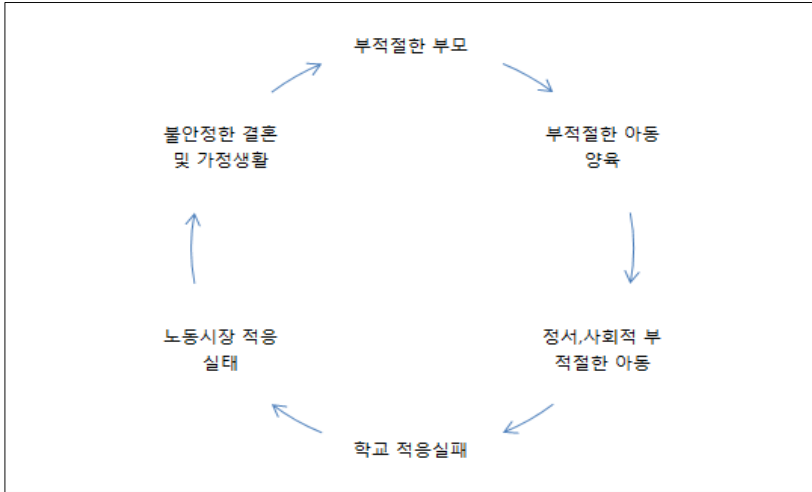 부적절한 부모
부적절한 아동
양육
정서,사회적 부
적절한 아동
학교 적응실패
노동시장 적응
실태
불안정한 결혼
및 가정생활